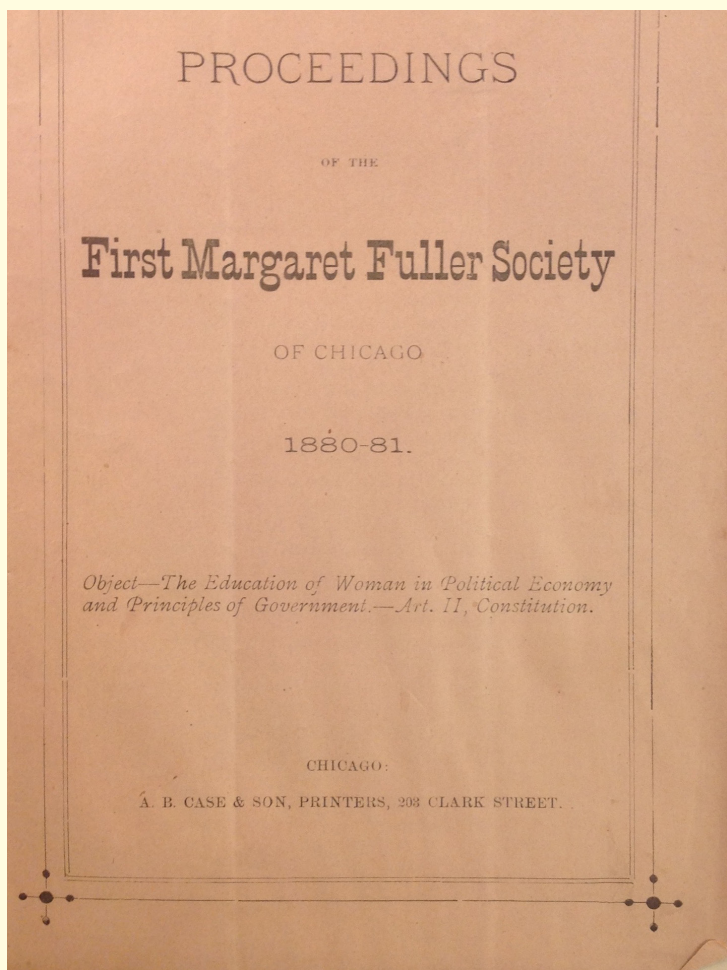 PROCEEDINGS
OF THE
First Margaret Fuller Society
OF CHICAGO
1880-81.
Object—The Education of Woman in Political Economy
and Principles of Government.—Art. II, Constitution.
CHICAGO:
A. B. CASE & SON, PRINTERS, 203 CLARK STREET.